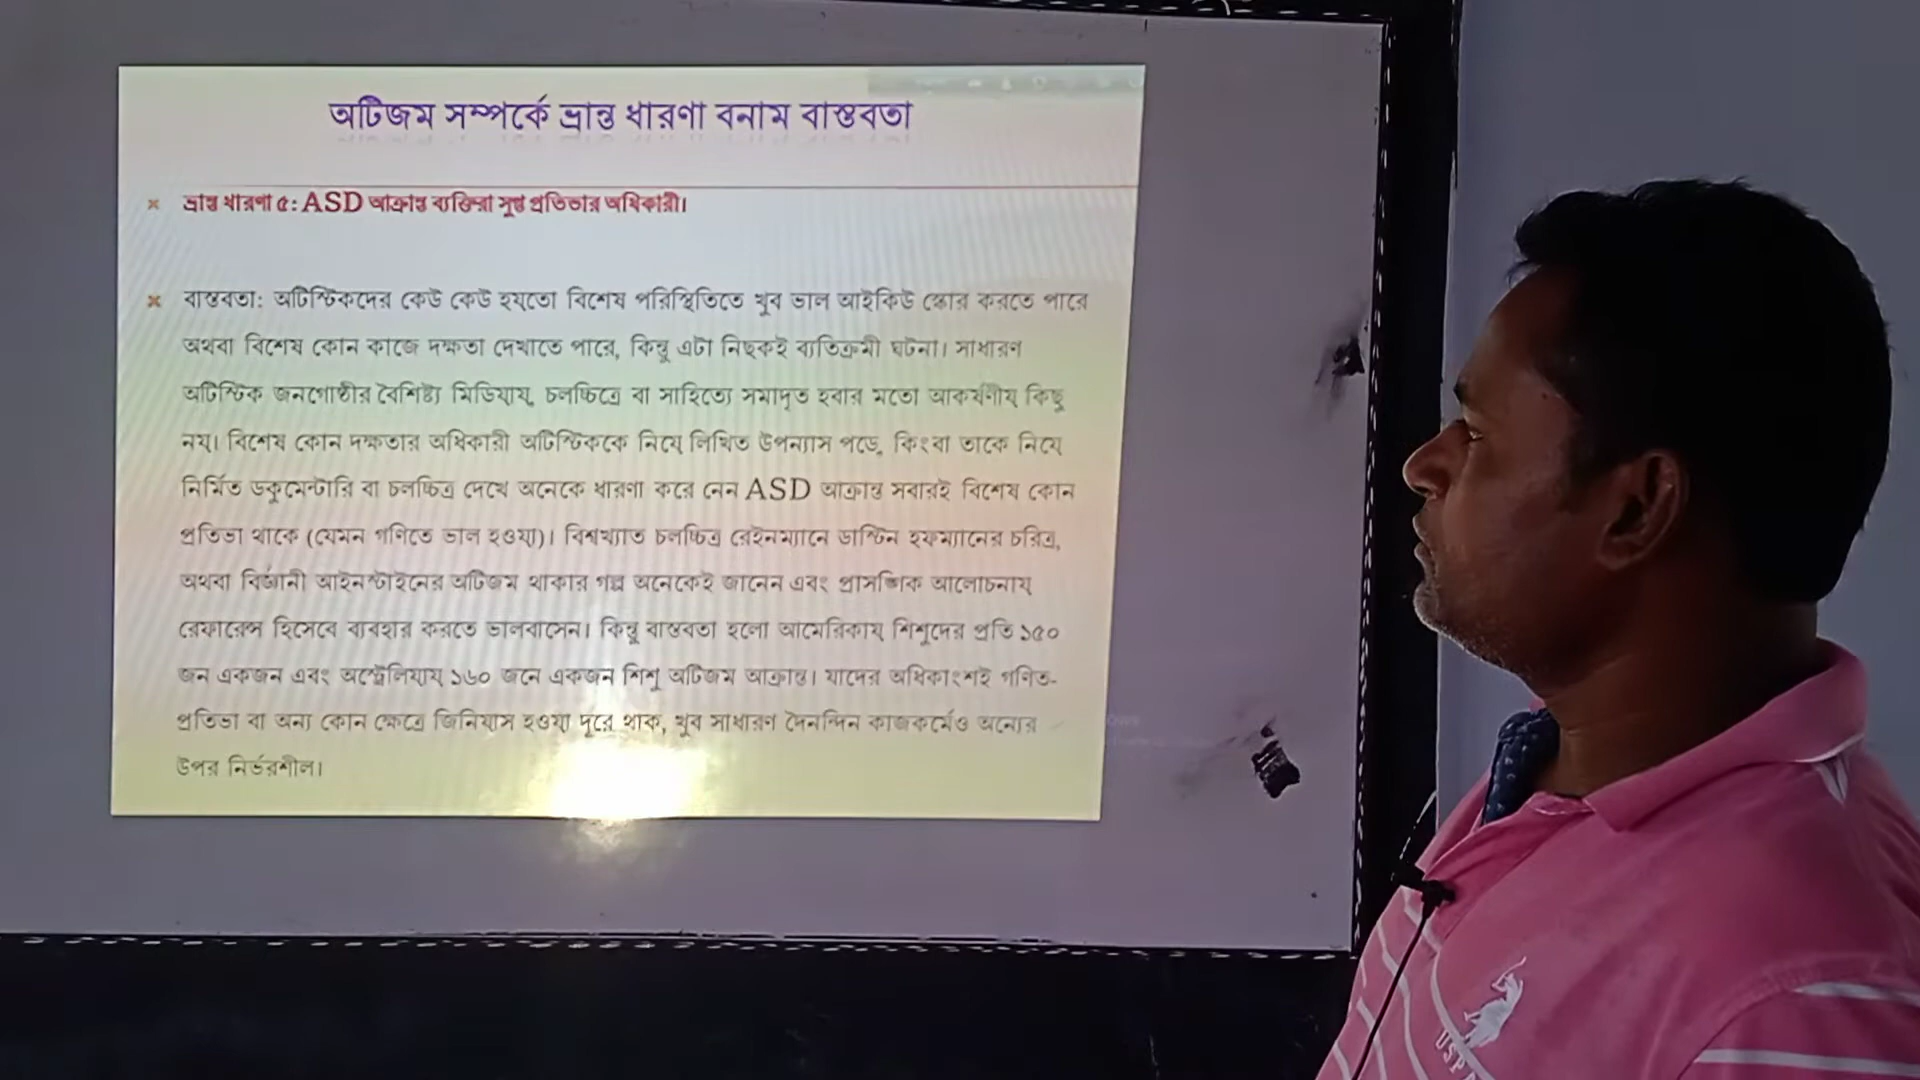 অটিজম সম্পর্কে ভ্রান্ত ধারণা বনাম বাস্তবতা
ভ্রান্ত ধারণা ৫: ASD আক্রান্ত ব্যক্তিরা সুপ্ত প্রতিভার অধিকারী।
বাস্তবতা: অটিস্টিকদের কেউ কেউ হয়তো বিশেষ পরিস্থিতিতে খুব ভাল আইকিউ স্কোর করতে পারে
অথবা বিশেষ কোন কাজে দক্ষতা দেখাতে পারে, কিন্তু এটা নিছকই ব্যতিক্রমী ঘটনা। সাধারণ
অটিস্টিক জনগোষ্ঠীর বৈশিষ্ট্য মিডিয়ায়, চলচ্চিত্রে বা সাহিত্যে সমাদৃত হবার মতো আকর্ষণীয় কিছু
নয়। বিশেষ কোন দক্ষতার অধিকারী অটিস্টিককে নিয়ে লিখিত উপন্যাস পড়ে, কিংবা তাকে নিয়ে
নির্মিত ডকুমেন্টারি বা চলচ্চিত্র দেখে অনেকে ধারণা করে নেন ASD আক্রান্ত সবারই বিশেষ কোন
প্রতিভা থাকে (যেমন গণিতে ভাল হওয়া)। বিশ্বখ্যাত চলচ্চিত্র রেইনম্যানে ডাস্টিন হফম্যানের চরিত্র,
অথবা বিজ্ঞানী আইনস্টাইনের অটিজম থাকার গল্প অনেকেই জানেন এবং প্রাসঙ্গিক আলোচনায়
রেফারেন্স হিসেবে ব্যবহার করতে ভালবাসেন। কিন্তু বাস্তবতা হলো আমেরিকায় শিশুদের প্রতি ১৫০
জন একজন এবং অস্ট্রেলিয়ায় ১৬০ জনে একজন শিশু অটিজম আক্রান্ত। যাদের অধিকাংশই গণিত-
প্রতিভা বা অন্য কোন ক্ষেত্রে জিনিয়াস হওয়া দূরে থাক, খুব সাধারণ দৈনন্দিন কাজকর্মেও অন্যের
উপর নির্ভরশীল।